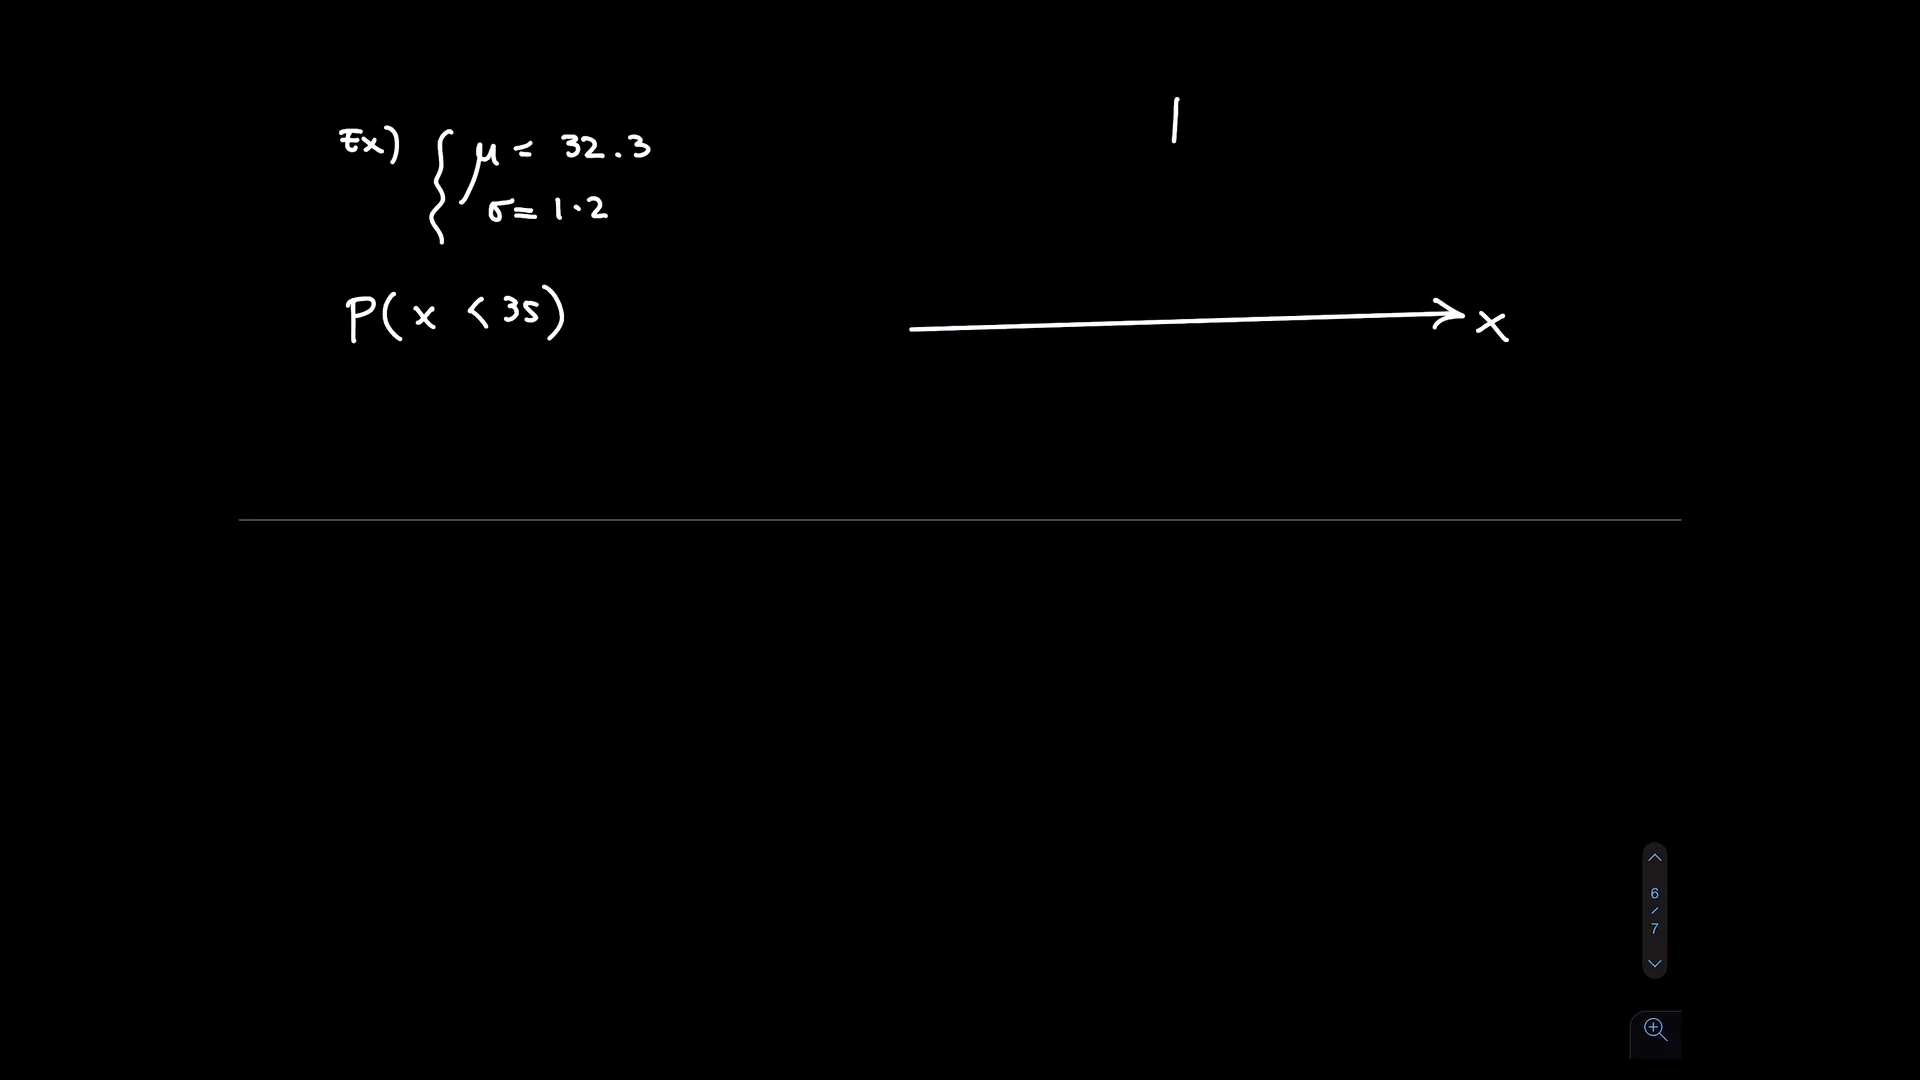 Ex) { μ = 32.3
σ = 1.2
P( x < 35)
x
6
/
7